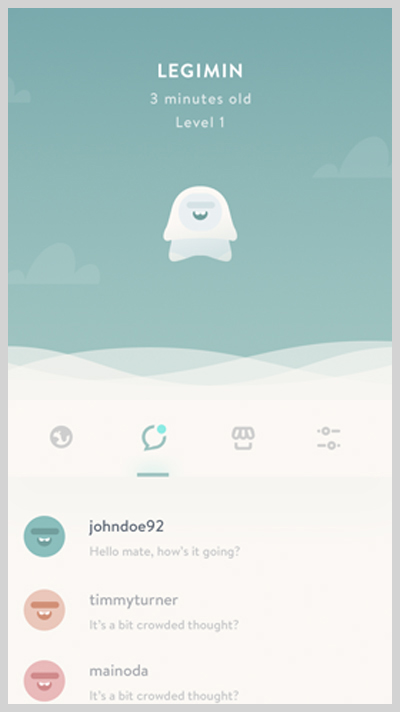 LEGIMIN
3 minutes old
Level 1
johndoe92
Hello mate, how's it going?
timmyturner
It's a bit crowded thought?
mainoda
It's a bit crowded thought?